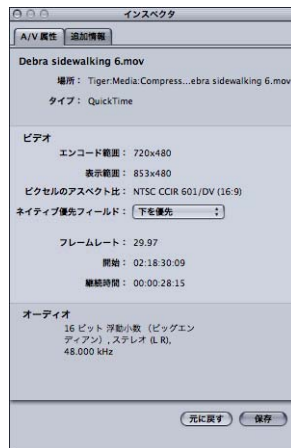 インスペクタ
A/V 属性 追加情報
Debra sidewalking 6.mov
場所： Tiger:Media:Compress...ebra sidewalking 6.mov
タイプ： QuickTime
ビデオ
エンコード範囲： 720x480
表示範囲： 853x480
ピクセルのアスペクト比： NTSC CCIR 601/DV (16:9)
ネイティブ優先フィールド： 下を優先
フレームレート： 29.97
開始： 02:18:30:09
継続時間： 00:00:28:15
オーディオ
16 ビット 浮動小数 （ビッグエン
ディアン）, ステレオ (L R),
48.000 kHz
元に戻す 保存